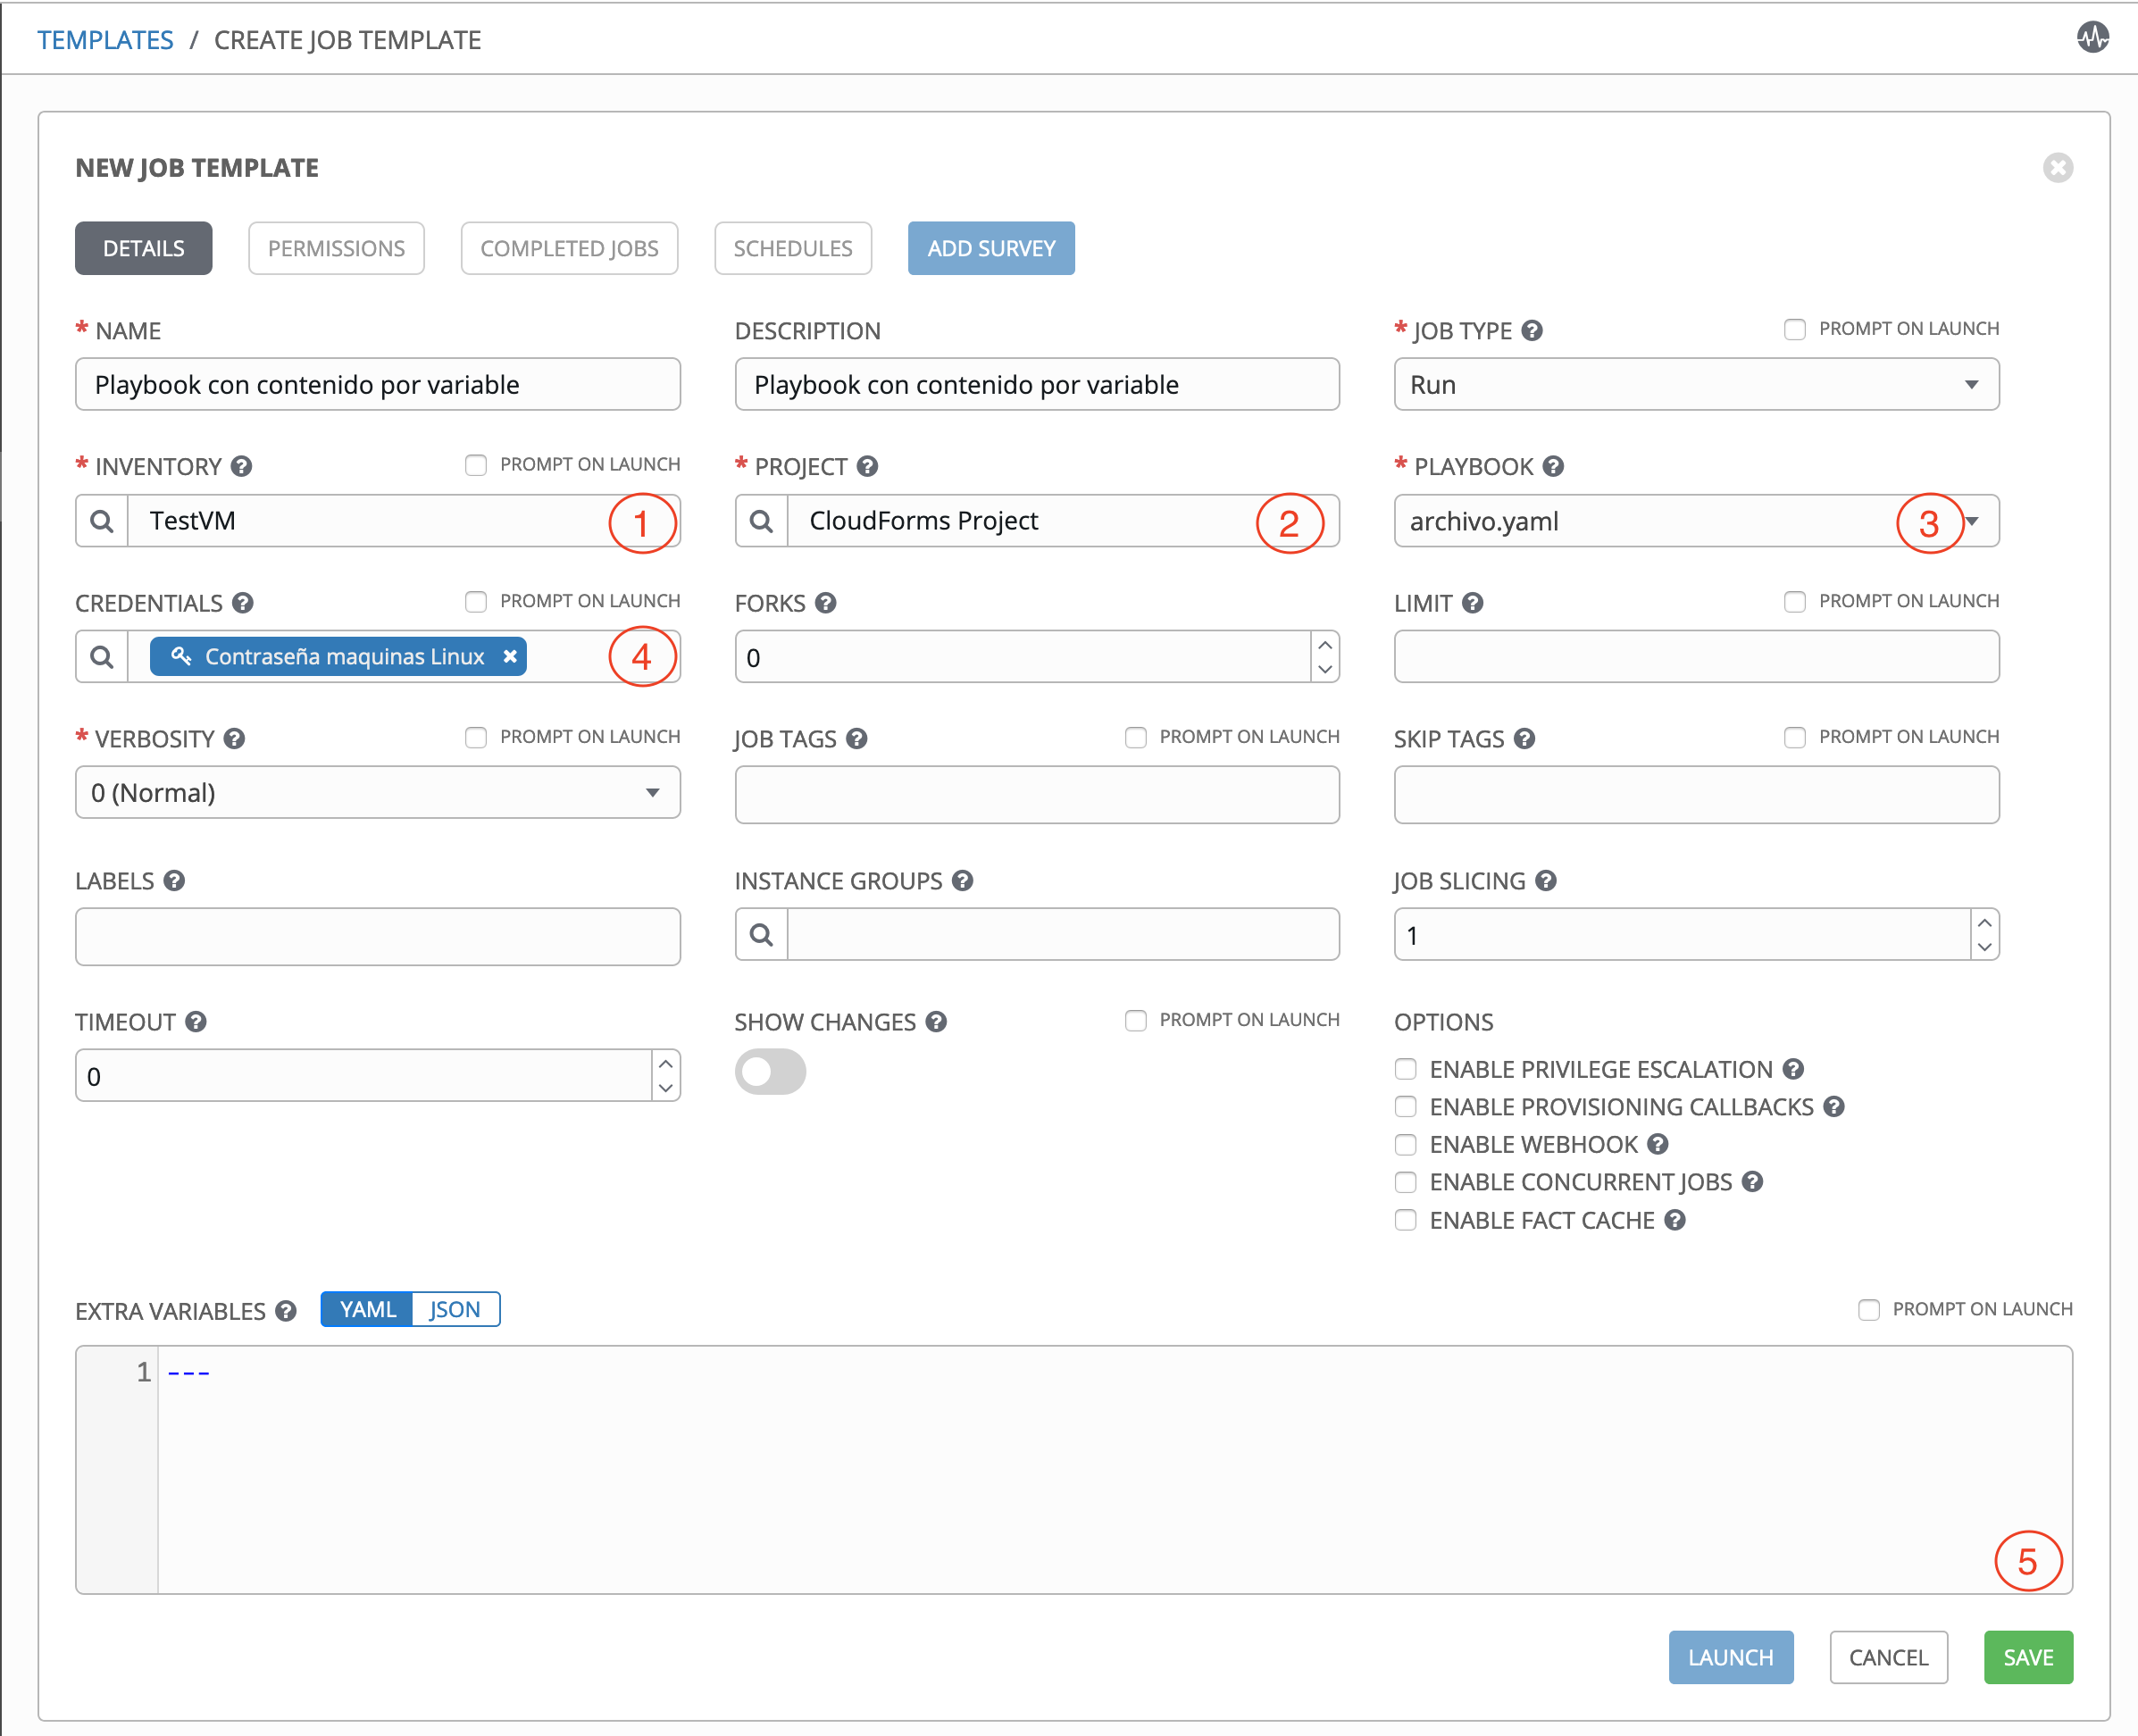 TEMPLATES / CREATE JOB TEMPLATE
NEW JOB TEMPLATE
DETAILS PERMISSIONS COMPLETED JOBS SCHEDULES ADD SURVEY
* NAME DESCRIPTION * JOB TYPE ? PROMPT ON LAUNCH
Playbook con contenido por variable Playbook con contenido por variable Run
* INVENTORY ? PROMPT ON LAUNCH * PROJECT ? * PLAYBOOK ?
TestVM 1 CloudForms Project 2 archivo.yaml 3
CREDENTIALS ? PROMPT ON LAUNCH FORKS ? LIMIT ? PROMPT ON LAUNCH
Contraseña maquinas Linux 4 0
* VERBOSITY ? PROMPT ON LAUNCH JOB TAGS ? PROMPT ON LAUNCH SKIP TAGS ? PROMPT ON LAUNCH
0 (Normal)
LABELS ? INSTANCE GROUPS ? JOB SLICING ?
1
TIMEOUT ? SHOW CHANGES ? PROMPT ON LAUNCH OPTIONS
0
ENABLE PRIVILEGE ESCALATION ?
ENABLE PROVISIONING CALLBACKS ?
ENABLE WEBHOOK ?
ENABLE CONCURRENT JOBS ?
ENABLE FACT CACHE ?
EXTRA VARIABLES ? YAML JSON PROMPT ON LAUNCH
1 ---
5
LAUNCH CANCEL SAVE